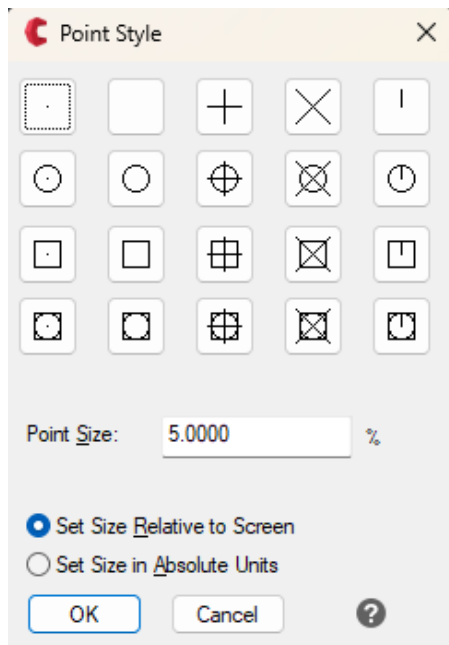 Point Style
Point Size: 5.0000 %
Set Size Relative to Screen
Set Size in Absolute Units
OK Cancel ?